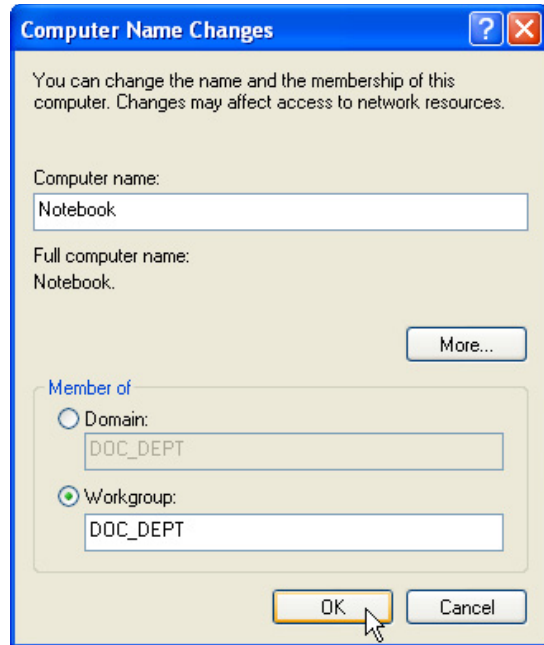 Computer Name Changes
You can change the name and the membership of this
computer. Changes may affect access to network resources.
Computer name:
Notebook
Full computer name:
Notebook.
More...
Member of
Domain:
DOC_DEPT
Workgroup:
DOC_DEPT
OK Cancel